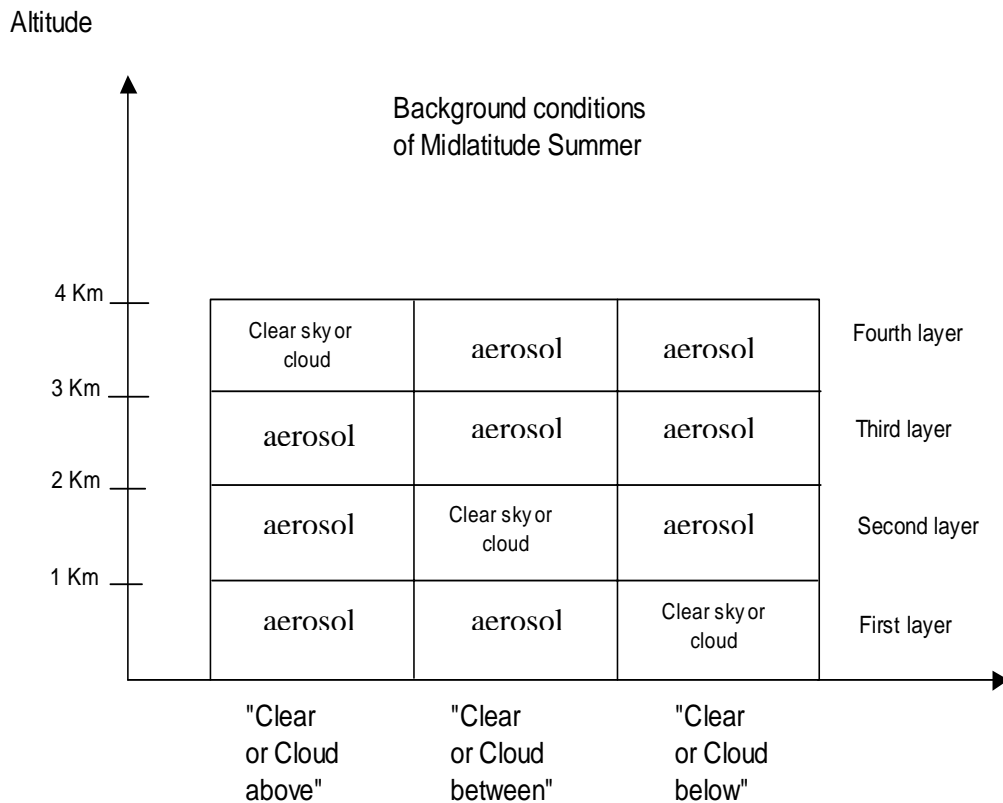 Altitude
Background conditions
of Midlatitude Summer
4 Km
Clear sky or
cloud
aerosol
aerosol
Fourth layer
3 Km
aerosol
aerosol
aerosol
Third layer
2 Km
aerosol
Clear sky or
cloud
aerosol
Second layer
1 Km
aerosol
aerosol
Clear sky or
cloud
First layer
"Clear
or Cloud
above"
"Clear
or Cloud
between"
"Clear
or Cloud
below"